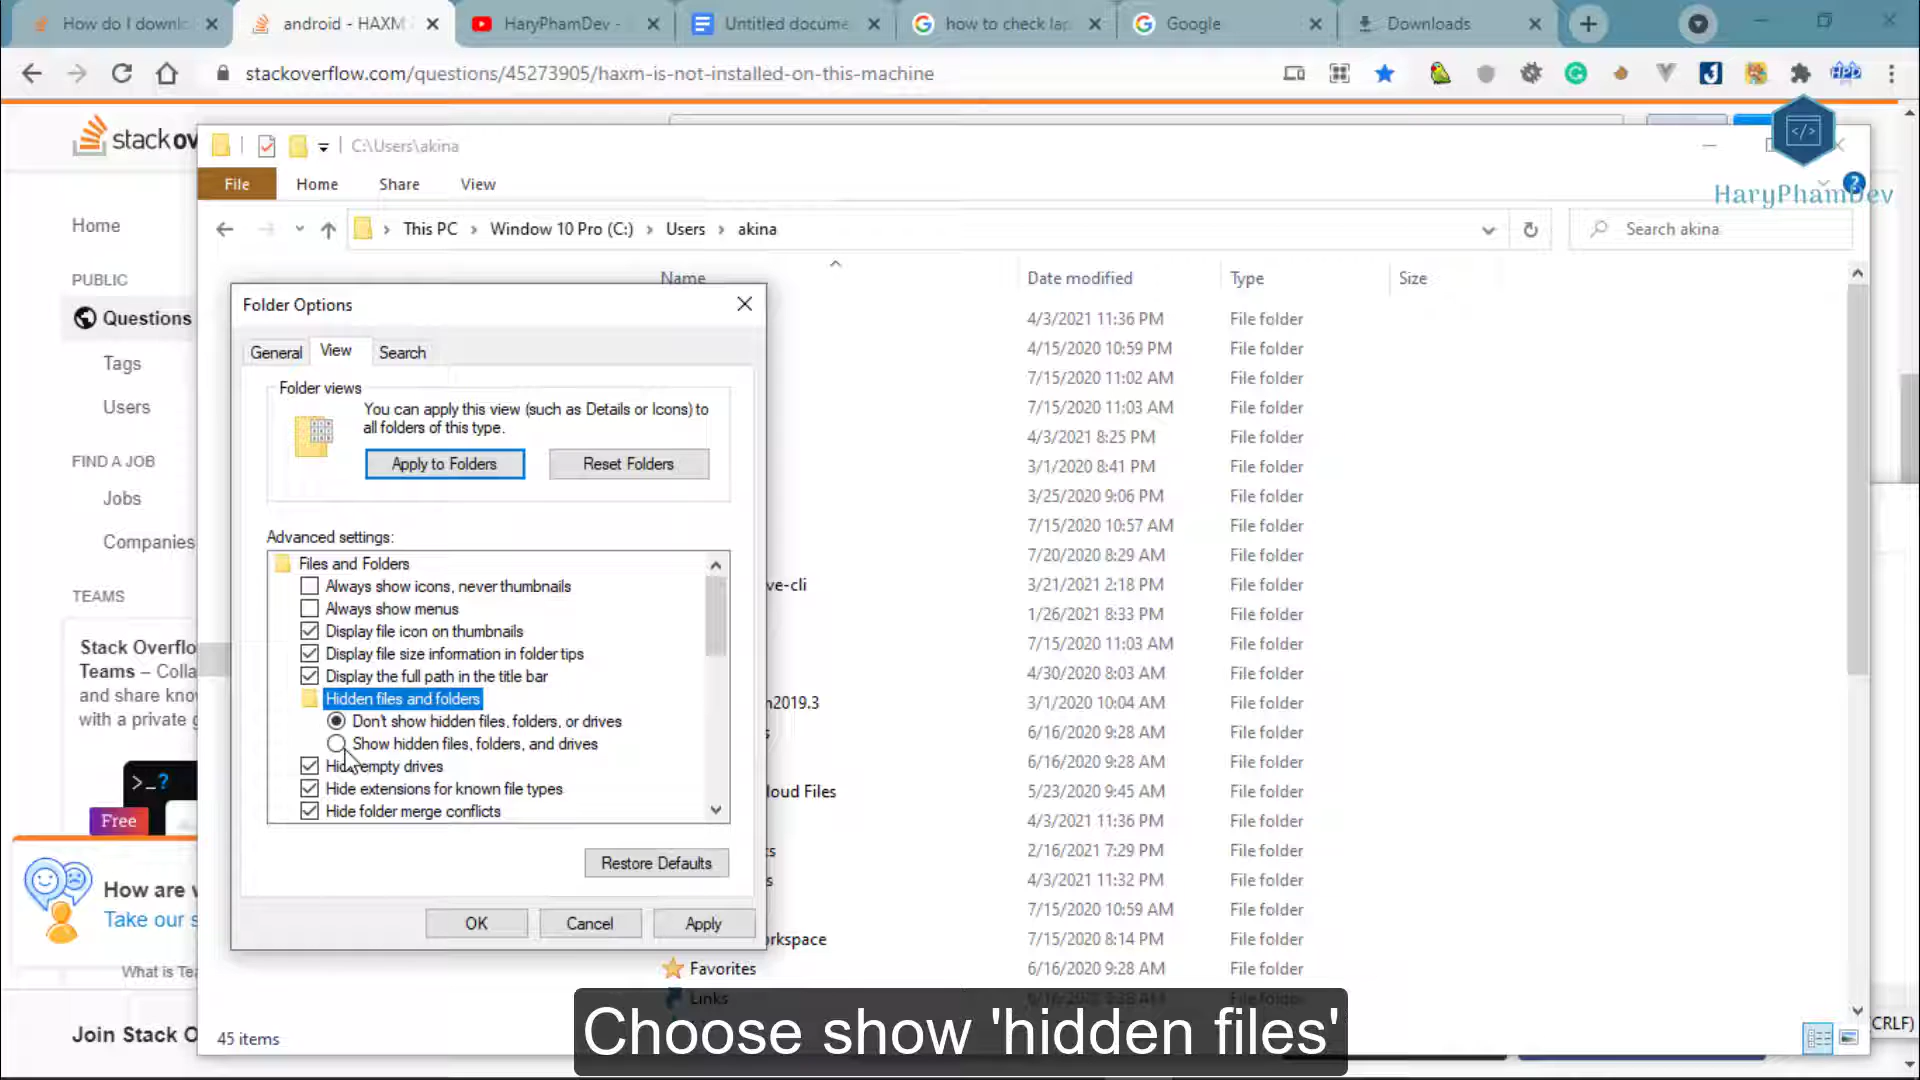 How do I downl
android - HAXM
HaryPhamDev -
Untitled docume
how to check lap
Google
Downloads
stackoverflow.com/questions/45273905/haxm-is-not-installed-on-this-machine
HPD
stack ov
C:\Users\akina
</>
HaryPhamDev
File
Home
Share
View
?
This PC
Window 10 Pro (C:)
Users
akina
Search akina
Home
PUBLIC
Questions
Tags
Users
FIND A JOB
Jobs
Companies
TEAMS
Stack Overflo
Teams – Colla
and share know
with a private g
>_?
Free
How are v
Take our s
What is Tea
Join Stack O
Folder Options
General
View
Search
Folder views
You can apply this view (such as Details or Icons) to
all folders of this type.
Apply to Folders
Reset Folders
Advanced settings:
Files and Folders
Always show icons, never thumbnails
Always show menus
Display file icon on thumbnails
Display file size information in folder tips
Display the full path in the title bar
Hidden files and folders
Don't show hidden files, folders, or drives
Show hidden files, folders, and drives
Hide empty drives
Hide extensions for known file types
Hide folder merge conflicts
Restore Defaults
OK
Cancel
Apply
Name
Date modified
Type
Size
4/3/2021 11:36 PM File folder
4/15/2020 10:59 PM File folder
7/15/2020 11:02 AM File folder
7/15/2020 11:03 AM File folder
4/3/2021 8:25 PM File folder
3/1/2020 8:41 PM File folder
3/25/2020 9:06 PM File folder
7/15/2020 10:57 AM File folder
7/20/2020 8:29 AM File folder
ve-cli 3/21/2021 2:18 PM File folder
1/26/2021 8:33 PM File folder
7/15/2020 11:03 AM File folder
4/30/2020 8:03 AM File folder
n2019.3 3/1/2020 10:04 AM File folder
s 6/16/2020 9:28 AM File folder
6/16/2020 9:28 AM File folder
loud Files 5/23/2020 9:45 AM File folder
4/3/2021 11:36 PM File folder
ts 2/16/2021 7:29 PM File folder
s 4/3/2021 11:32 PM File folder
7/15/2020 10:59 AM File folder
orkspace 7/15/2020 8:14 PM File folder
Favorites 6/16/2020 9:28 AM File folder
Links
45 items
(CRLF)
Choose show 'hidden files'